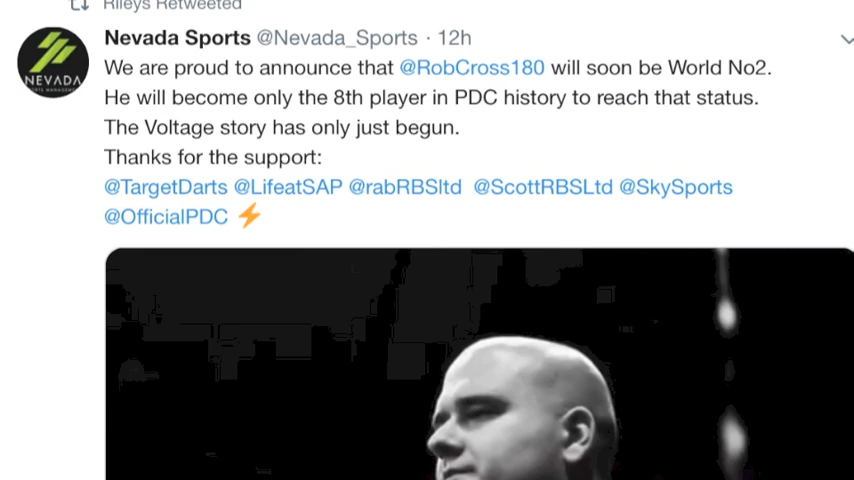 Rileys Retweeted
Nevada Sports @Nevada_Sports · 12h
NEVADA
SPORTS MANAGEMENT
We are proud to announce that @RobCross180 will soon be World No2.
He will become only the 8th player in PDC history to reach that status.
The Voltage story has only just begun.
Thanks for the support:
@TargetDarts @LifeatSAP @rabRBSltd @ScottRBSLtd @SkySports
@OfficialPDC ⚡